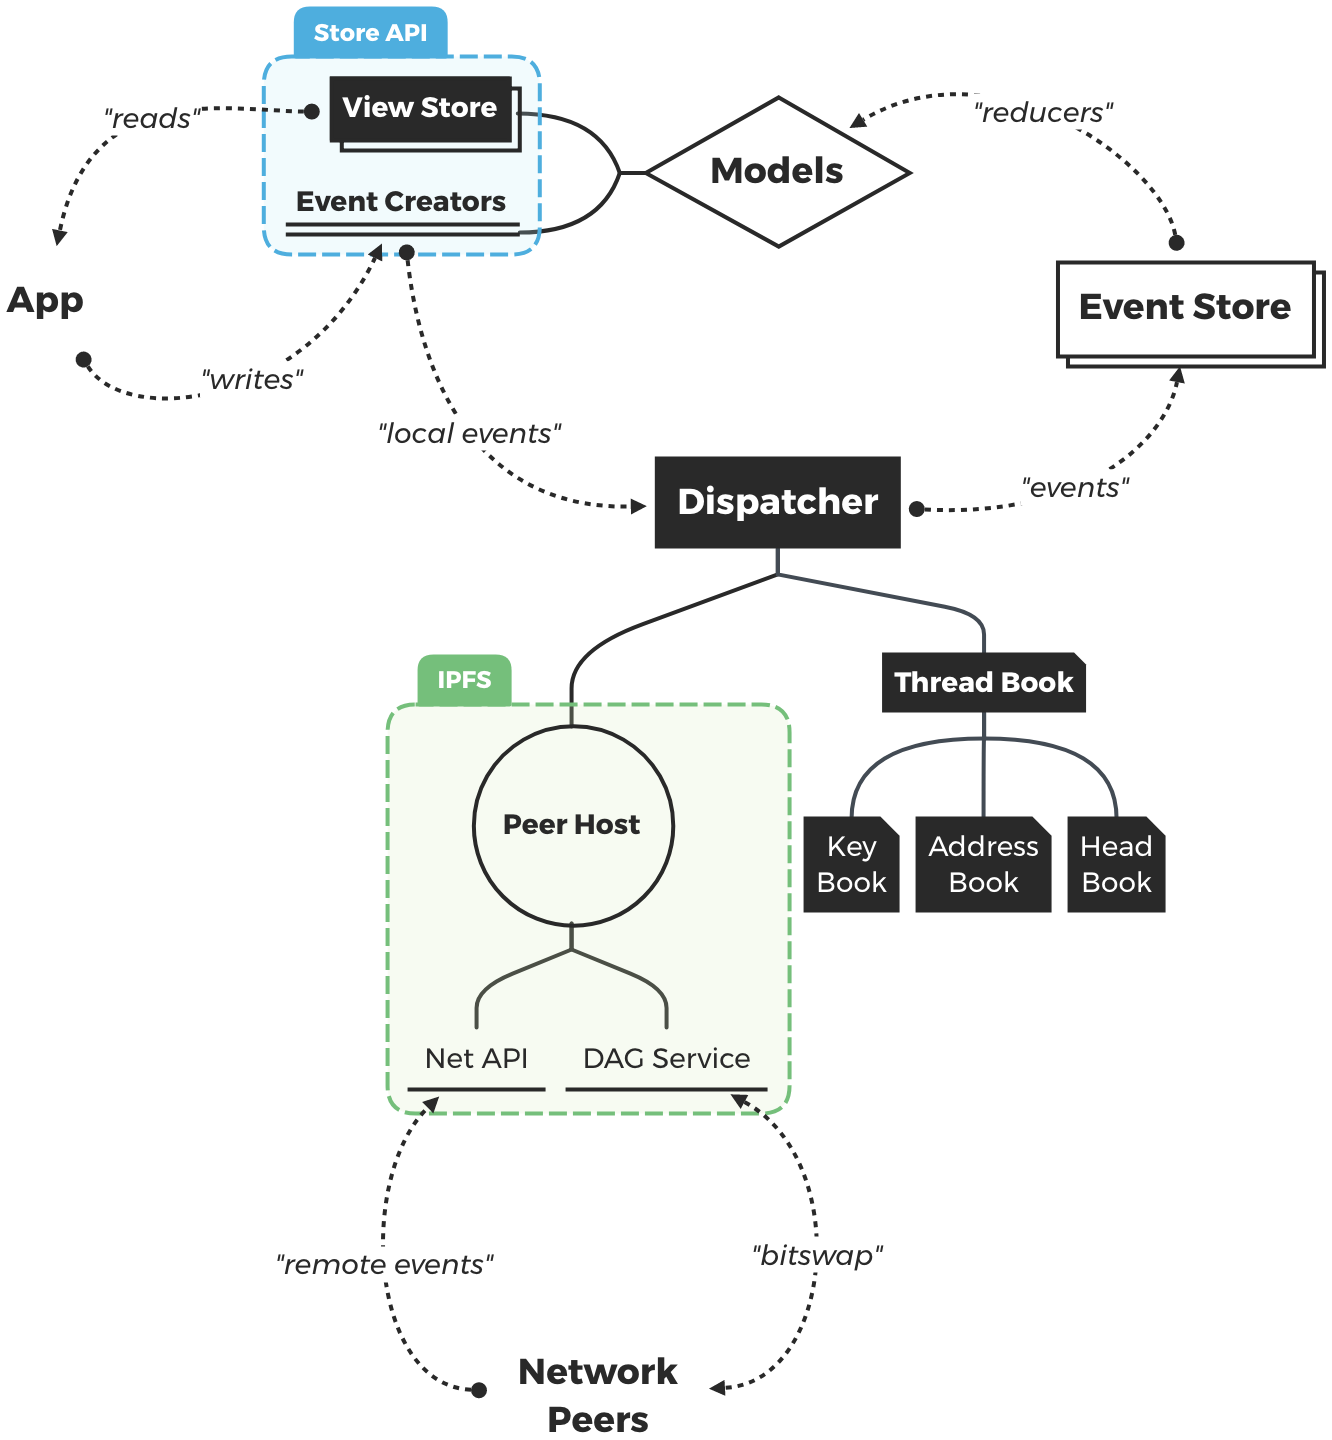 Store API
View Store
"reads"
"reducers"
Models
Event Creators
App
Event Store
"writes"
"local events"
Dispatcher
"events"
IPFS
Thread Book
Peer Host
Key
Book
Address
Book
Head
Book
Net API
DAG Service
"remote events"
"bitswap"
Network
Peers